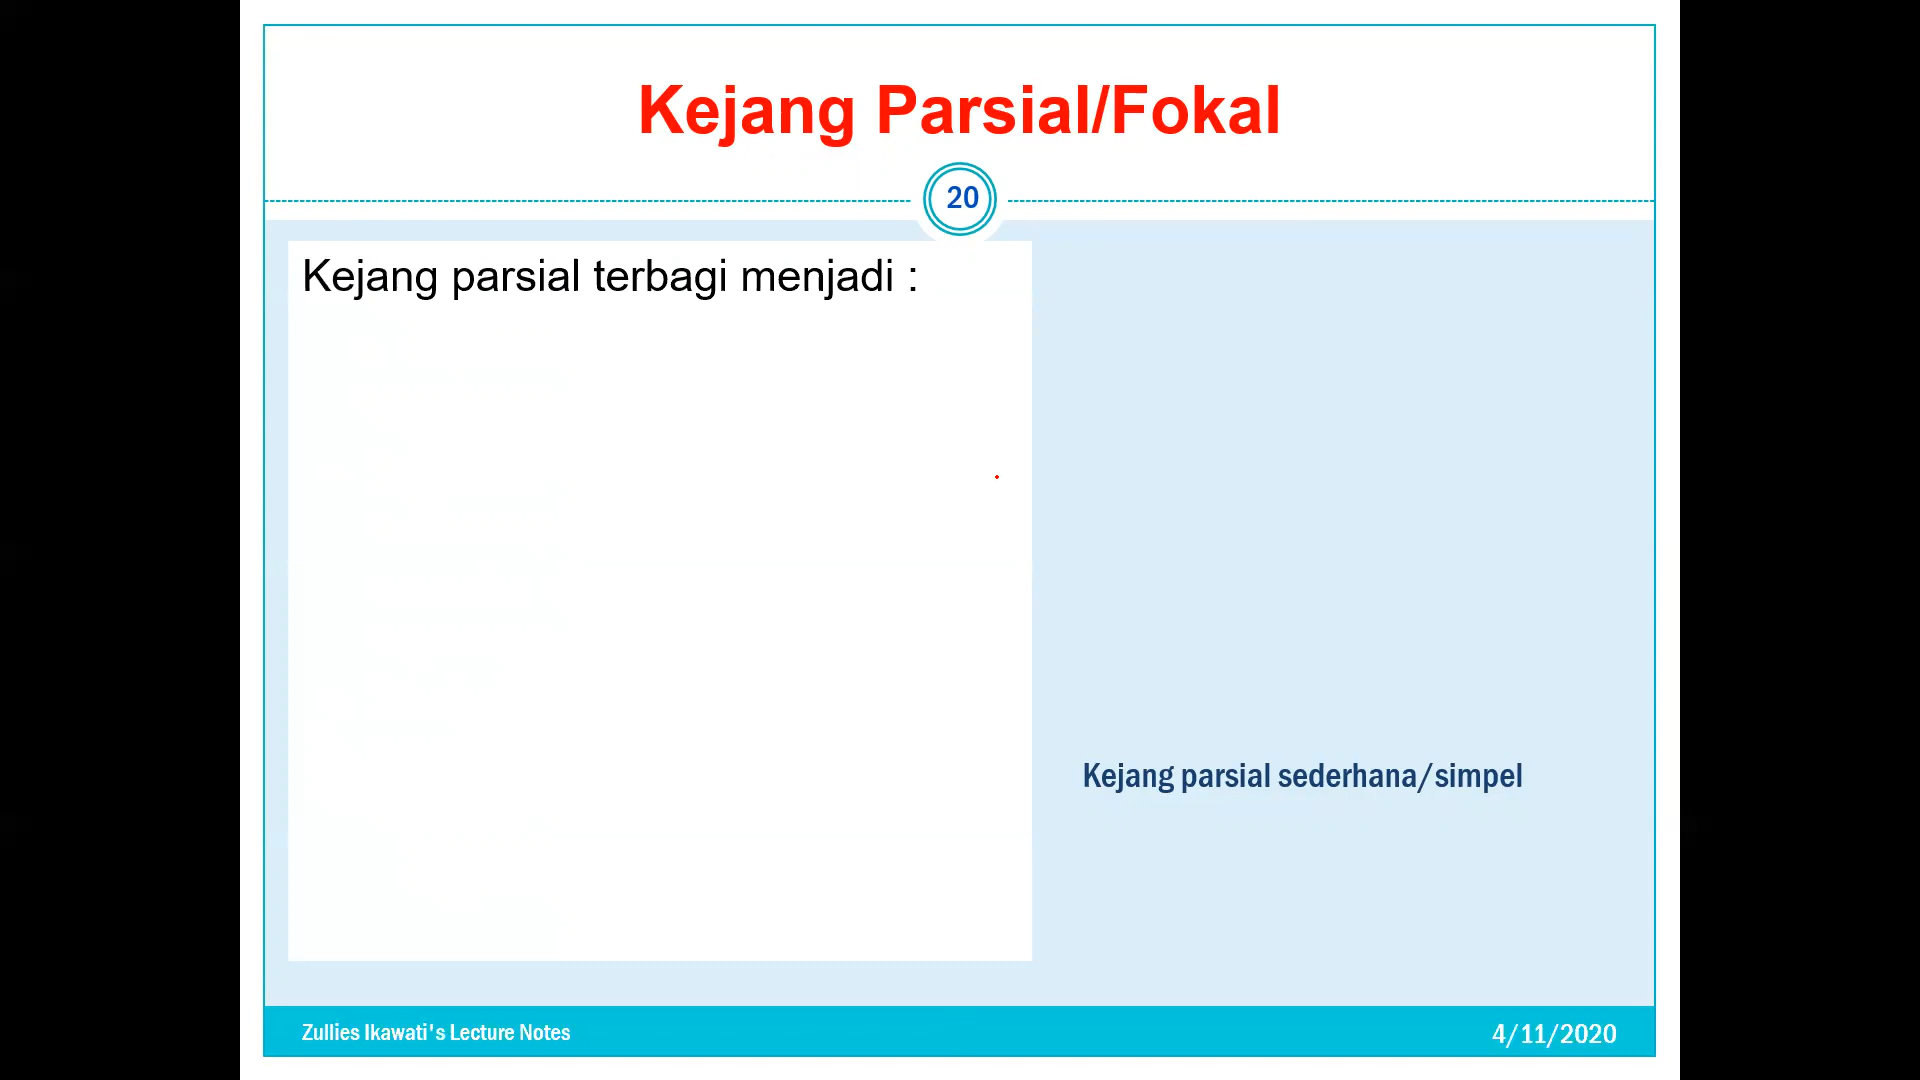 Kejang Parsial/Fokal
20
Kejang parsial terbagi menjadi :
Kejang parsial sederhana/simpel
Zullies Ikawati's Lecture Notes
4/11/2020